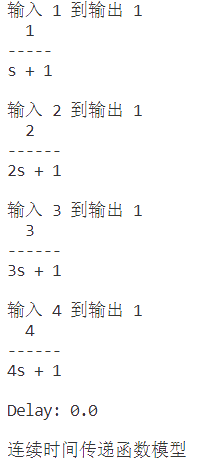 输入 1 到输出 1
1
-----
s + 1
输入 2 到输出 1
2
------
2s + 1
输入 3 到输出 1
3
------
3s + 1
输入 4 到输出 1
4
------
4s + 1
Delay: 0.0
连续时间传递函数模型